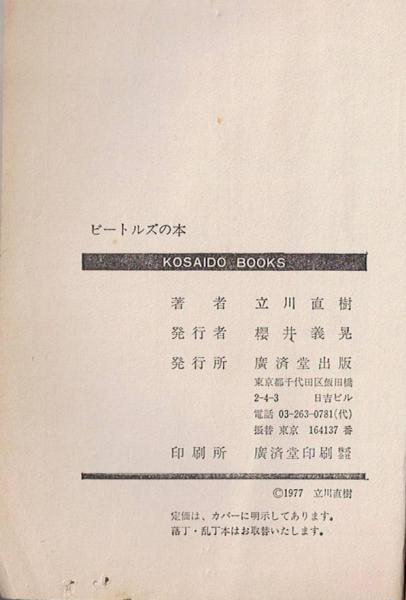 ビートルズの本
KOSAIDO BOOKS
著者 立川直樹
発行者 櫻井義晃
発行所 廣済堂出版
東京都千代田区飯田橋
2-4-3 日吉ビル
電話 03-263-0781(代)
振替 東京 164137 番
印刷所 廣済堂印刷株式会社
©1977 立川直樹
定価は、カバーに明示してあります。
落丁・乱丁本はお取替いたします。